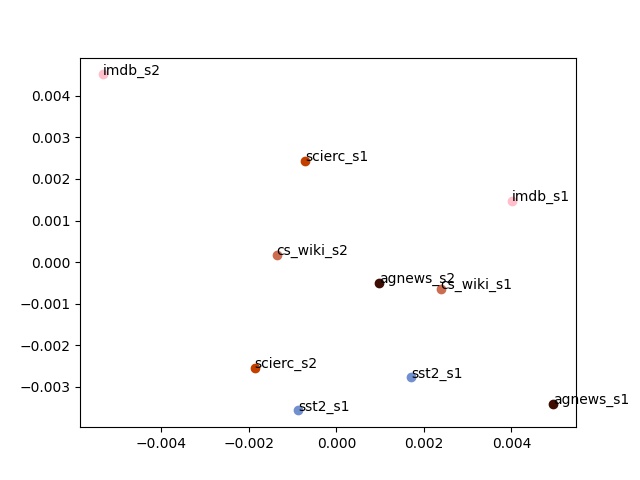 imdb_s2
0.004
0.003
scierc_s1
0.002
imdb_s1
0.001
cs_wiki_s2
0.000
agnews_s2
cs_wiki_s1
−0.001
−0.002
scierc_s2
sst2_s1
−0.003
agnews_s1
sst2_s1
−0.004 −0.002 0.000 0.002 0.004